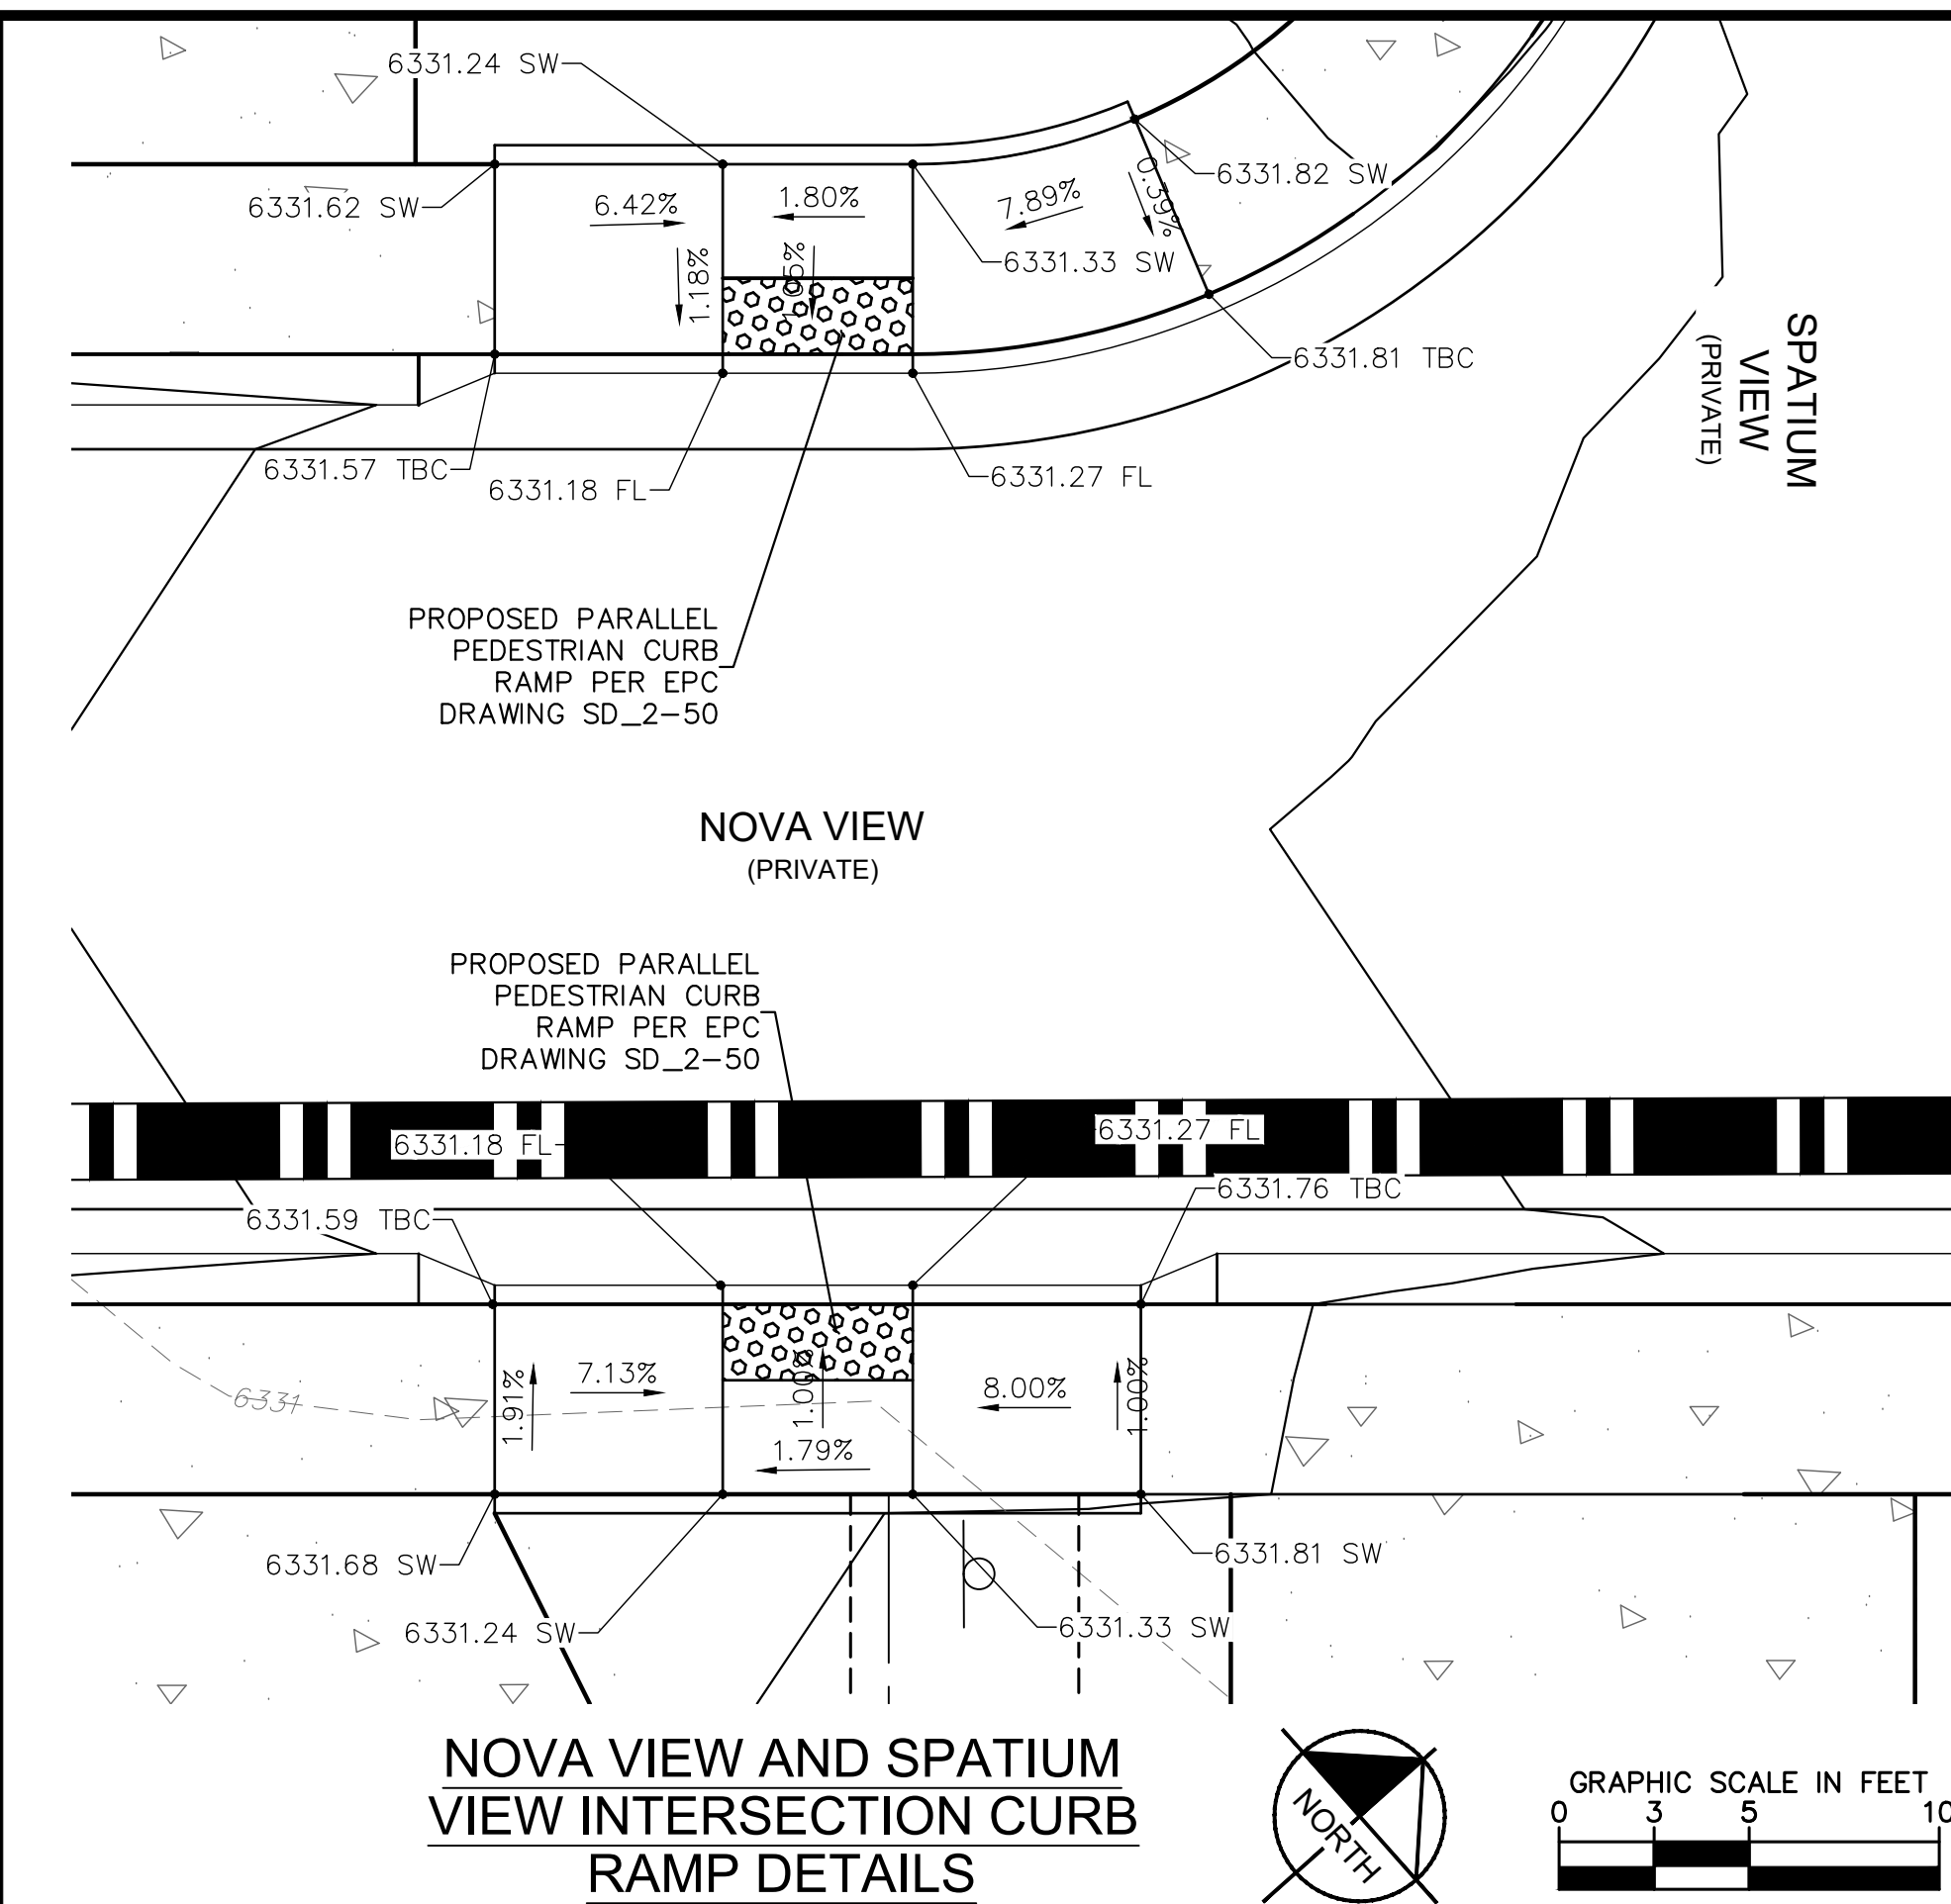 6331.24 SW
6331.62 SW
6.42%
1.80%
7.89%
0.39%
6331.82 SW
1.18%
6331.33 SW
6331.81 TBC
6331.57 TBC
6331.18 FL
6331.27 FL
SPATIUM
VIEW
(PRIVATE)
PROPOSED PARALLEL
PEDESTRIAN CURB
RAMP PER EPC
DRAWING SD_2-50
NOVA VIEW
(PRIVATE)
PROPOSED PARALLEL
PEDESTRIAN CURB
RAMP PER EPC
DRAWING SD_2-50
6331.18 FL
6331.27 FL
6331.59 TBC
6331.76 TBC
1.91%
7.13%
1.00%
8.00%
1.00%
6331
1.79%
6331.68 SW
6331.81 SW
6331.24 SW
6331.33 SW
NOVA VIEW AND SPATIUM
VIEW INTERSECTION CURB
RAMP DETAILS
NORTH
GRAPHIC SCALE IN FEET
0 3 5 10